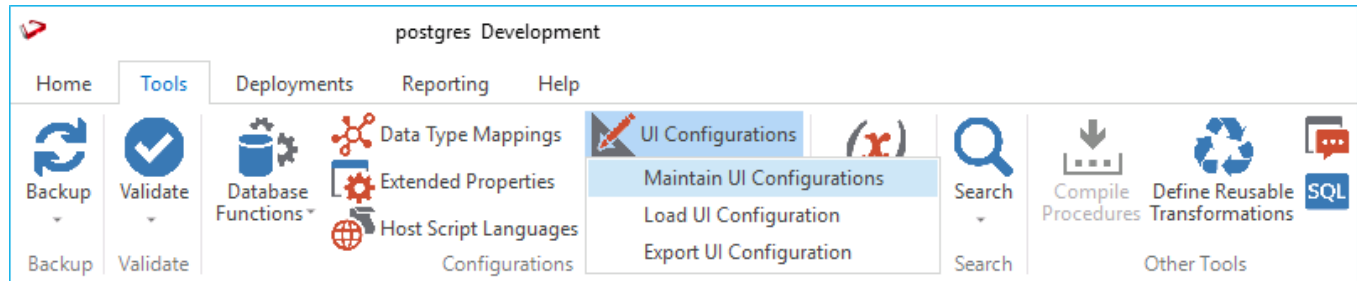 postgres Development
Home Tools Deployments Reporting Help
Data Type Mappings
Extended Properties
Host Script Languages
UI Configurations
Maintain UI Configurations
Load UI Configuration
Export UI Configuration
(x)
Backup
Validate
Database
Functions
Search
Compile
Procedures
Define Reusable
Transformations
SQL
Backup Validate Configurations Search Other Tools